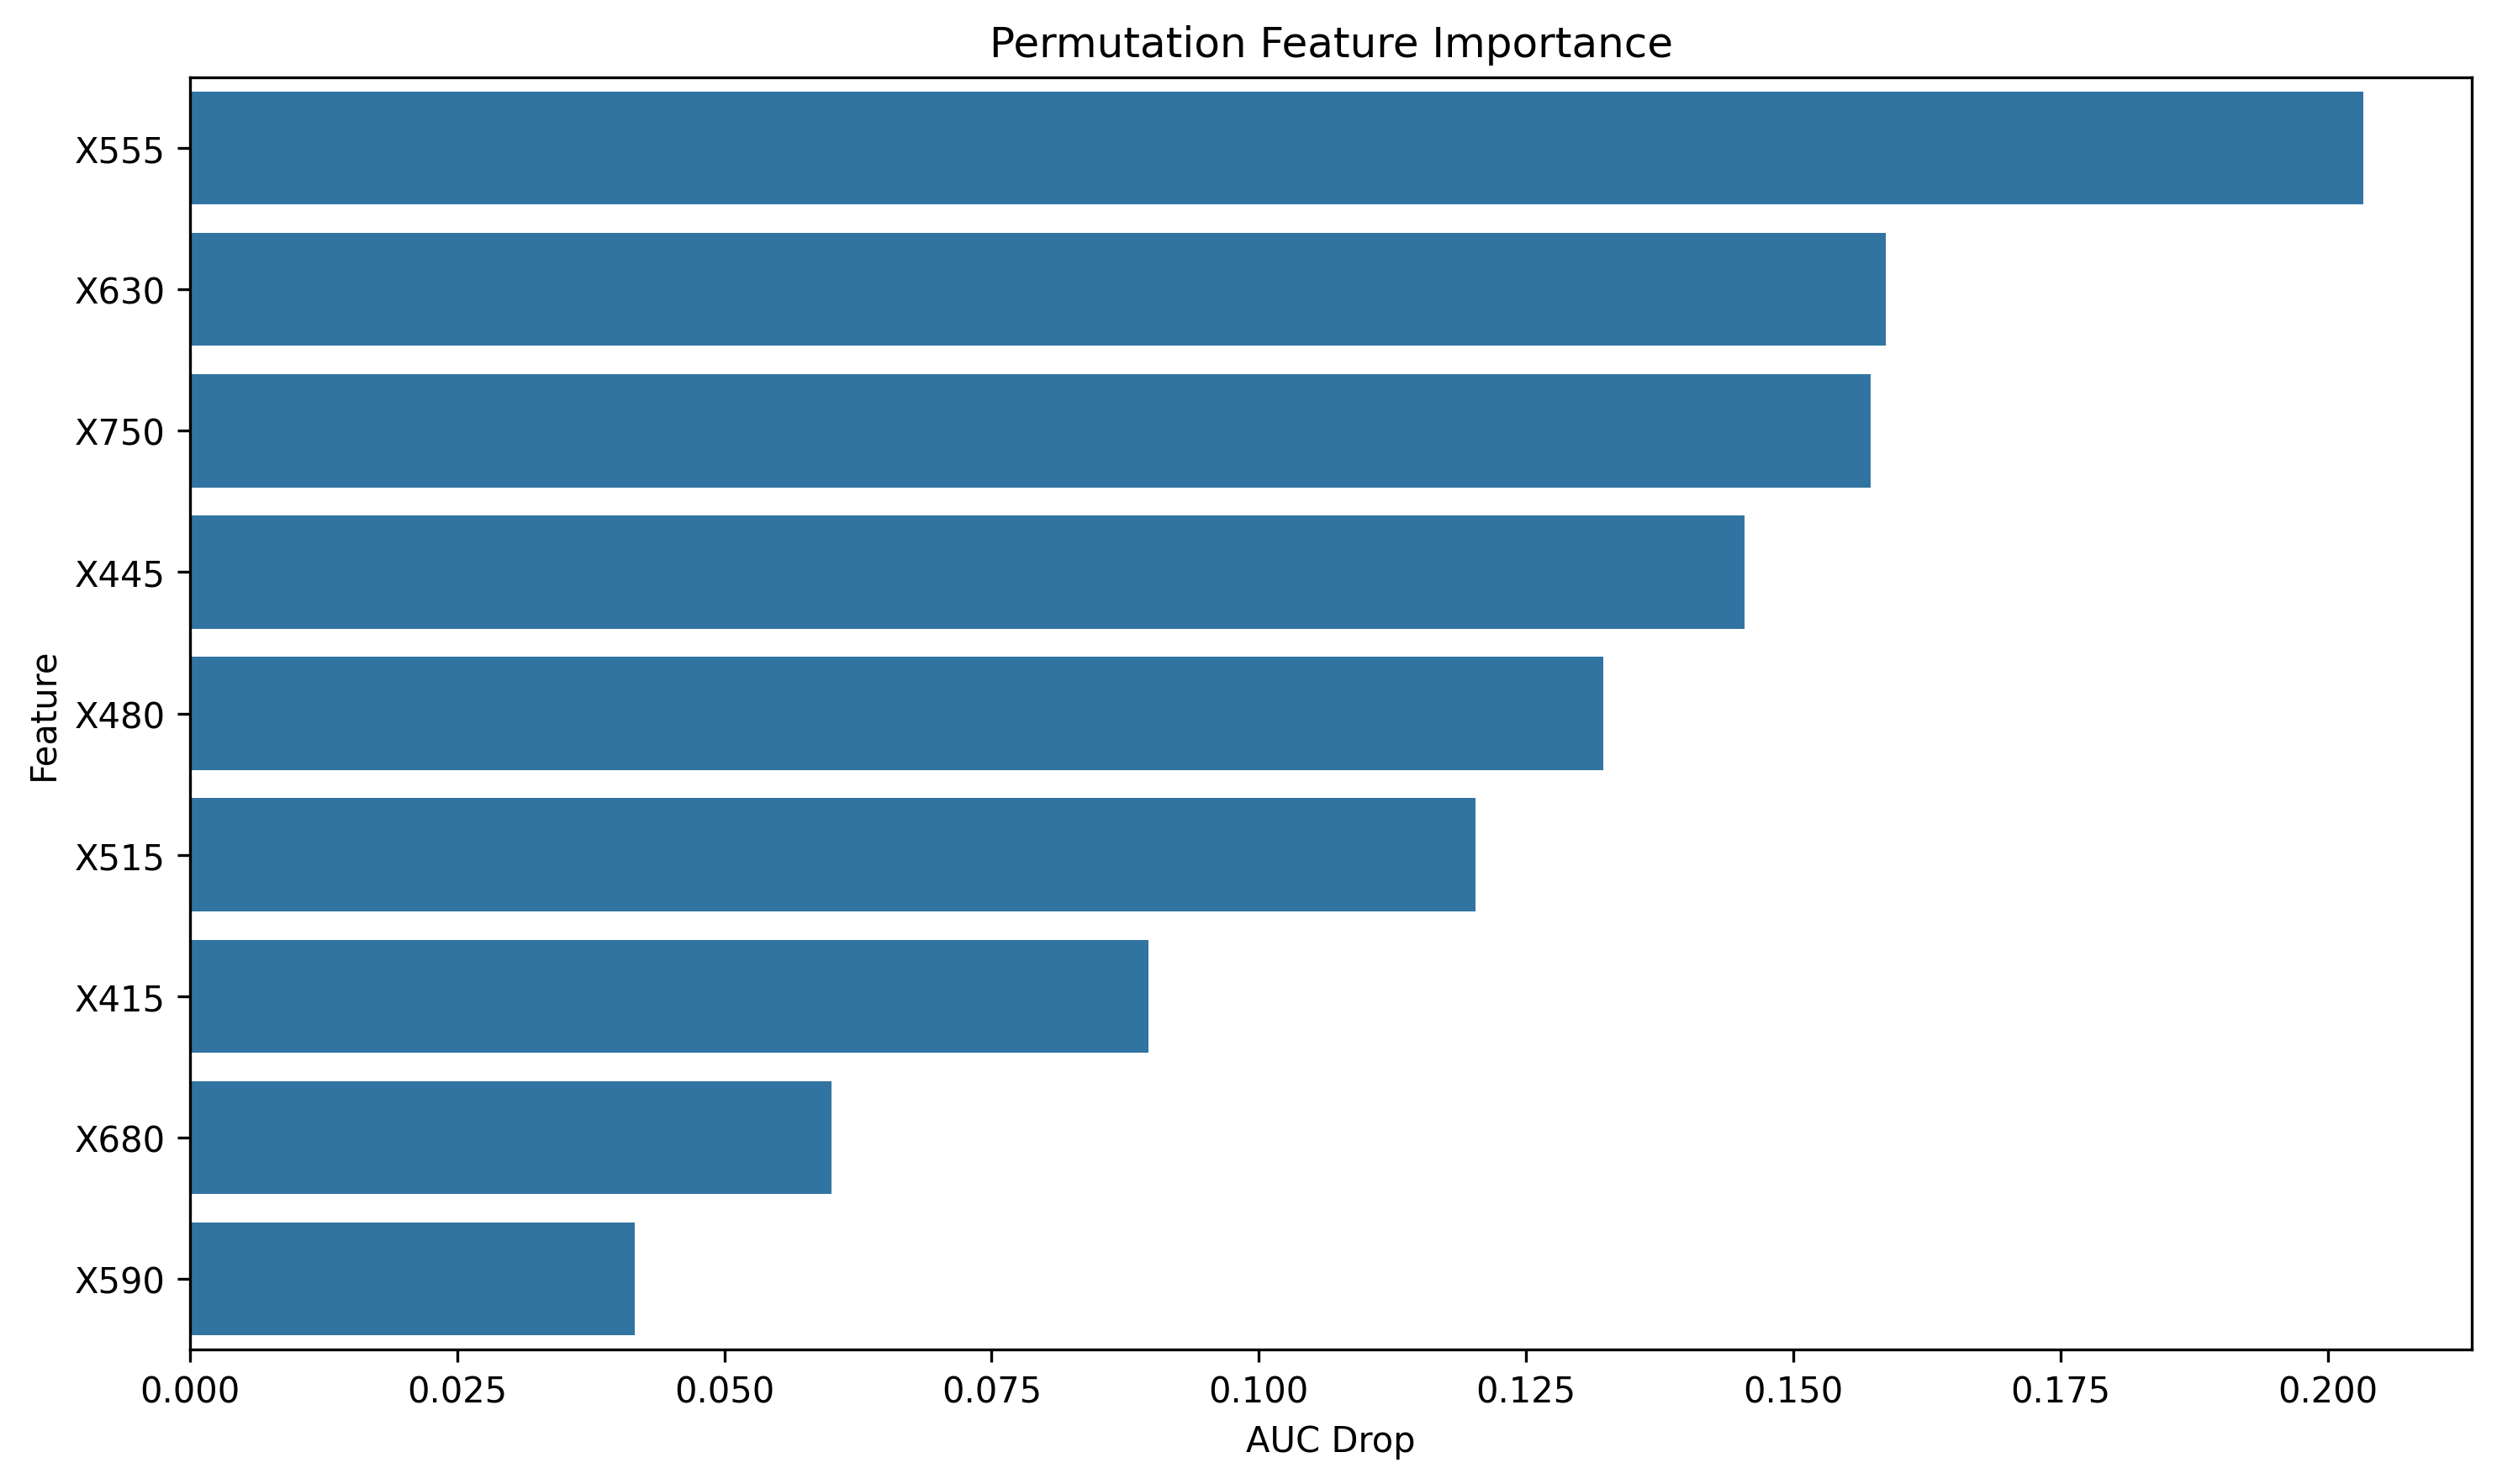 Permutation Feature Importance
X555
X630
X750
X445
X480
X515
X415
X680
X590
Feature
0.000 0.025 0.050 0.075 0.100 0.125 0.150 0.175 0.200
AUC Drop